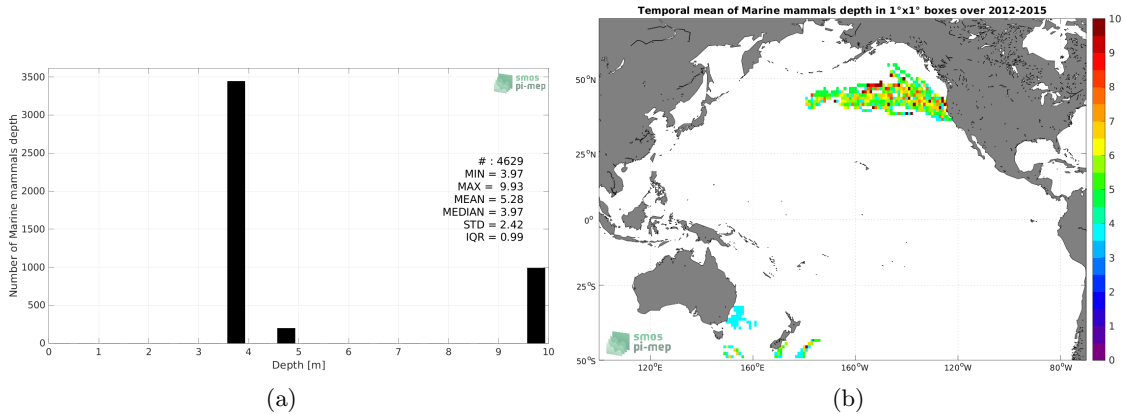 smos
pi-mep
Number of Marine mammals depth
3500
3000
2500
2000
1500
1000
500
0
# : 4629
MIN = 3.97
MAX = 9.93
MEAN = 5.28
MEDIAN = 3.97
STD = 2.42
IQR = 0.99
0 1 2 3 4 5 6 7 8 9 10
Depth [m]
(a)
Temporal mean of Marine mammals depth in 1°x1° boxes over 2012-2015
50°N
25°N
0°
25°S
50°S
120°E 160°E 160°W 120°W 80°W
smos
pi-mep
10
9
8
7
6
5
4
3
2
1
0
(b)